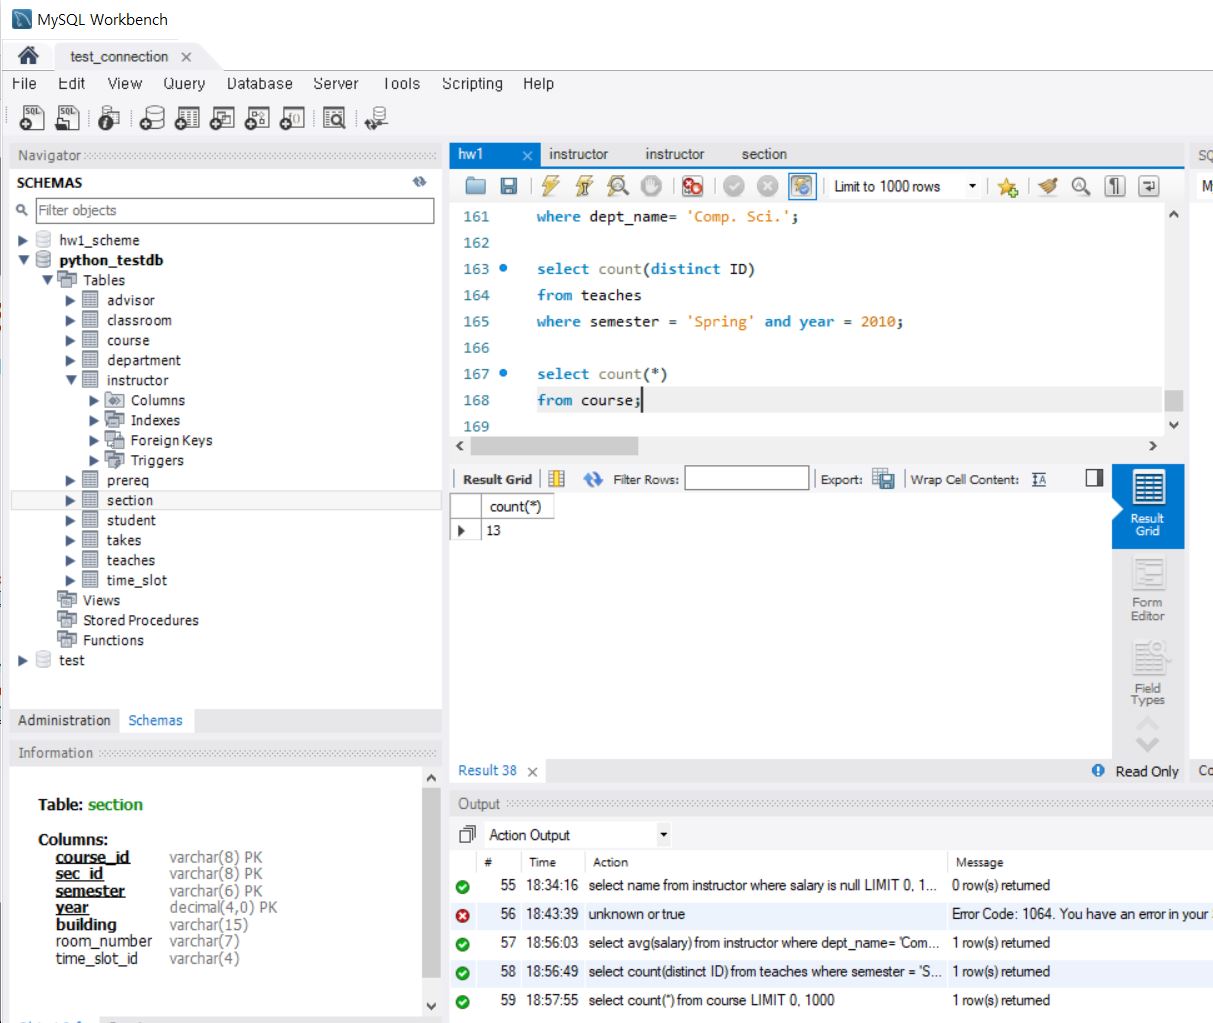 MySQL Workbench
test_connection
File Edit View Query Database Server Tools Scripting Help
Navigator
SCHEMAS
Filter objects
hw1_scheme
python_testdb
Tables
advisor
classroom
course
department
instructor
Columns
Indexes
Foreign Keys
Triggers
prereq
section
student
takes
teaches
time_slot
Views
Stored Procedures
Functions
test
Administration Schemas
Information
Table: section
Columns:
course_id varchar(8) PK
sec_id varchar(8) PK
semester varchar(6) PK
year decimal(4,0) PK
building varchar(15)
room_number varchar(7)
time_slot_id varchar(4)
hw1 instructor instructor section
Limit to 1000 rows
161 where dept_name= 'Comp. Sci.';
162
163 select count(distinct ID)
164 from teaches
165 where semester = 'Spring' and year = 2010;
166
167 select count(*)
168 from course;
169
Result Grid Filter Rows: Export: Wrap Cell Content:
count(*)
13
Result
Grid
Form
Editor
Field
Types
Result 38
Read Only
Output
Action Output
# Time Action Message
55 18:34:16 select name from instructor where salary is null LIMIT 0, 1... 0 row(s) returned
56 18:43:39 unknown or true Error Code: 1064. You have an error in your
57 18:56:03 select avg(salary) from instructor where dept_name= 'Com... 1 row(s) returned
58 18:56:49 select count(distinct ID) from teaches where semester = 'S... 1 row(s) returned
59 18:57:55 select count(*) from course LIMIT 0, 1000 1 row(s) returned